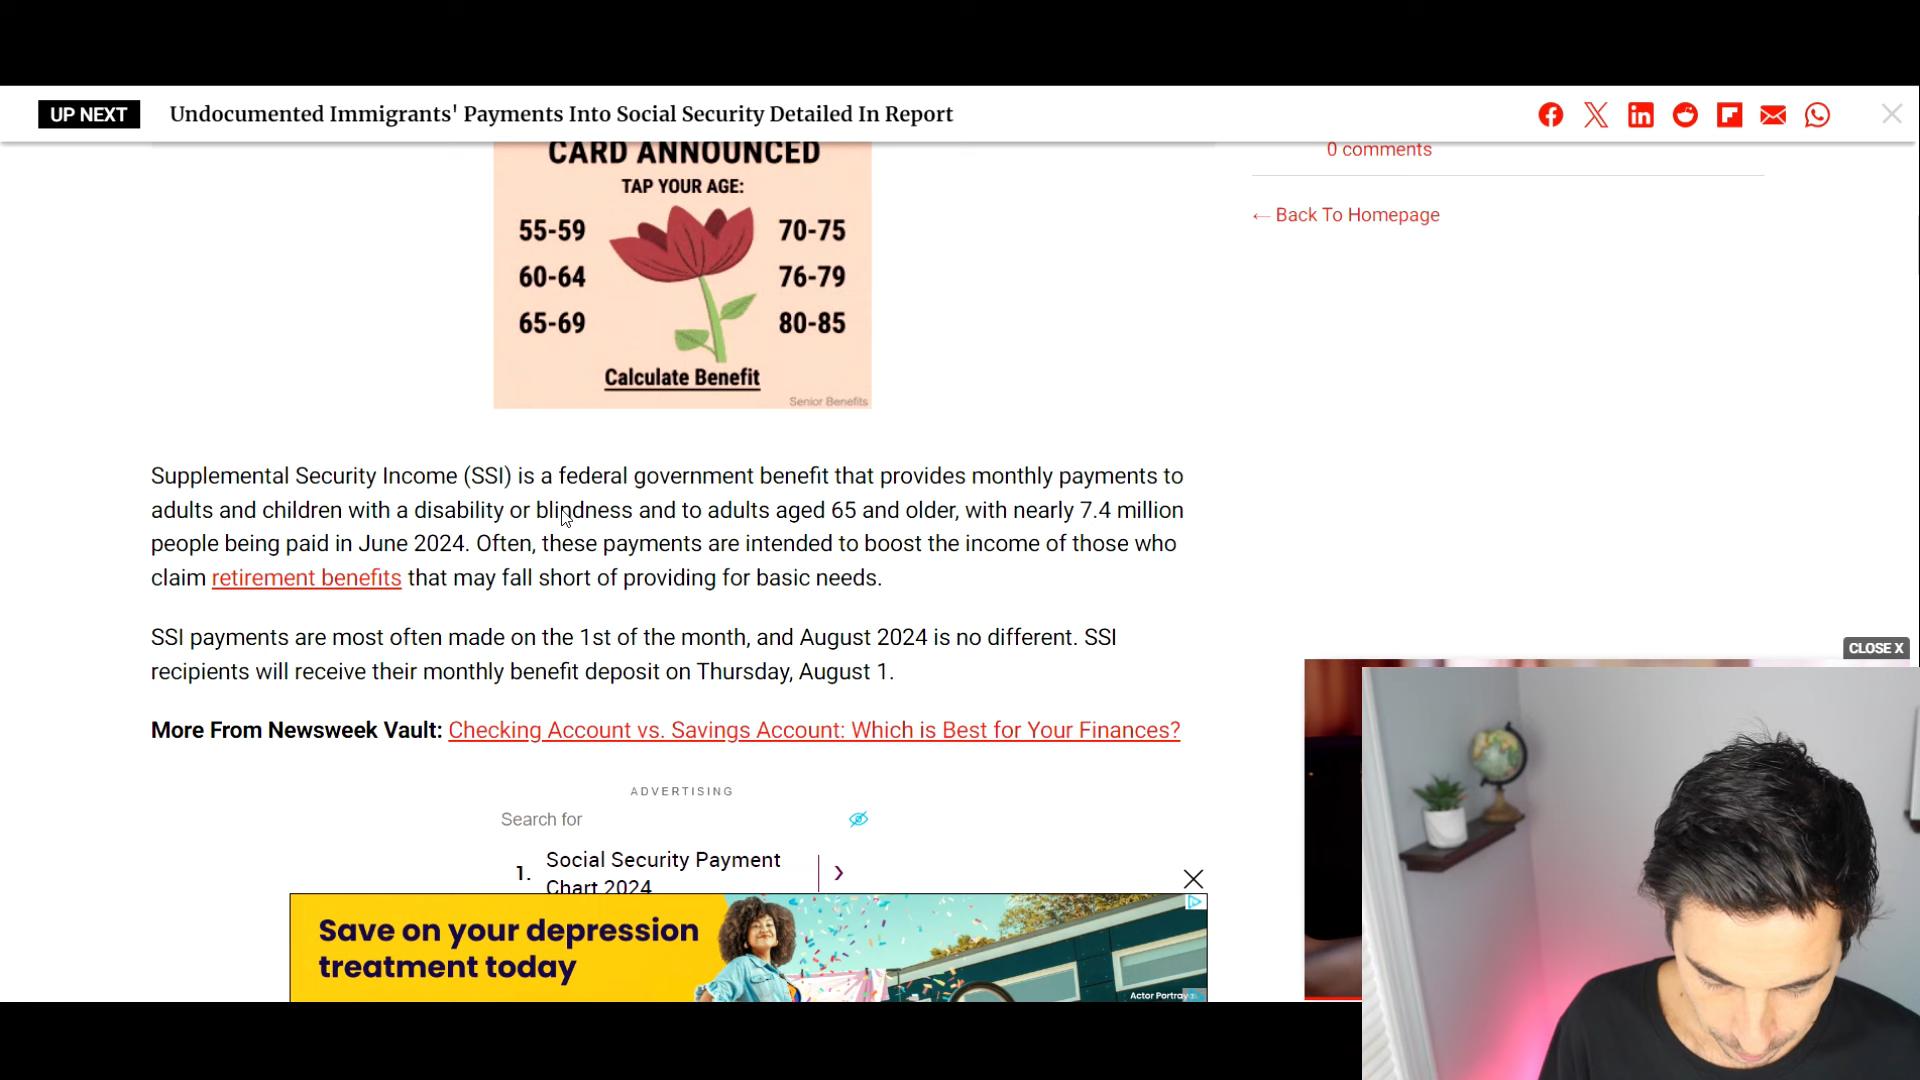 UP NEXT Undocumented Immigrants' Payments Into Social Security Detailed In Report
CARD ANNOUNCED
TAP YOUR AGE:
55-59 70-75
60-64 76-79
65-69 80-85
Calculate Benefit
Senior Benefits
0 comments
← Back To Homepage
Supplemental Security Income (SSI) is a federal government benefit that provides monthly payments to
adults and children with a disability or blindness and to adults aged 65 and older, with nearly 7.4 million
people being paid in June 2024. Often, these payments are intended to boost the income of those who
claim retirement benefits that may fall short of providing for basic needs.
SSI payments are most often made on the 1st of the month, and August 2024 is no different. SSI
recipients will receive their monthly benefit deposit on Thursday, August 1.
More From Newsweek Vault: Checking Account vs. Savings Account: Which is Best for Your Finances?
ADVERTISING
Search for
1. Social Security Payment
Chart 2024
CLOSE X
Save on your depression
treatment today
Actor